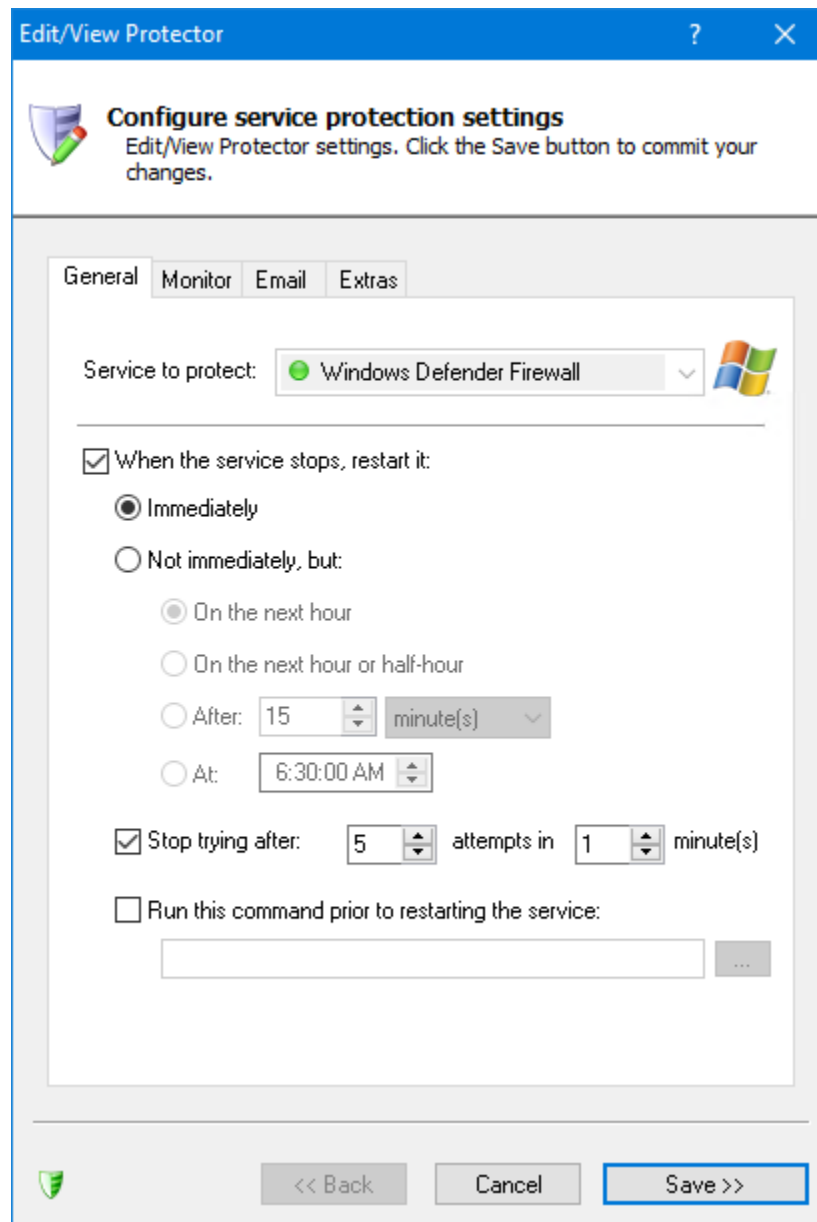 Edit/View Protector ?
Configure service protection settings
Edit/View Protector settings. Click the Save button to commit your
changes.
General Monitor Email Extras
Service to protect: Windows Defender Firewall
When the service stops, restart it:
Immediately
Not immediately, but:
On the next hour
On the next hour or half-hour
After: 15 minute(s)
At: 6:30:00 AM
Stop trying after: 5 attempts in 1 minute(s)
Run this command prior to restarting the service:
...
<< Back Cancel Save >>